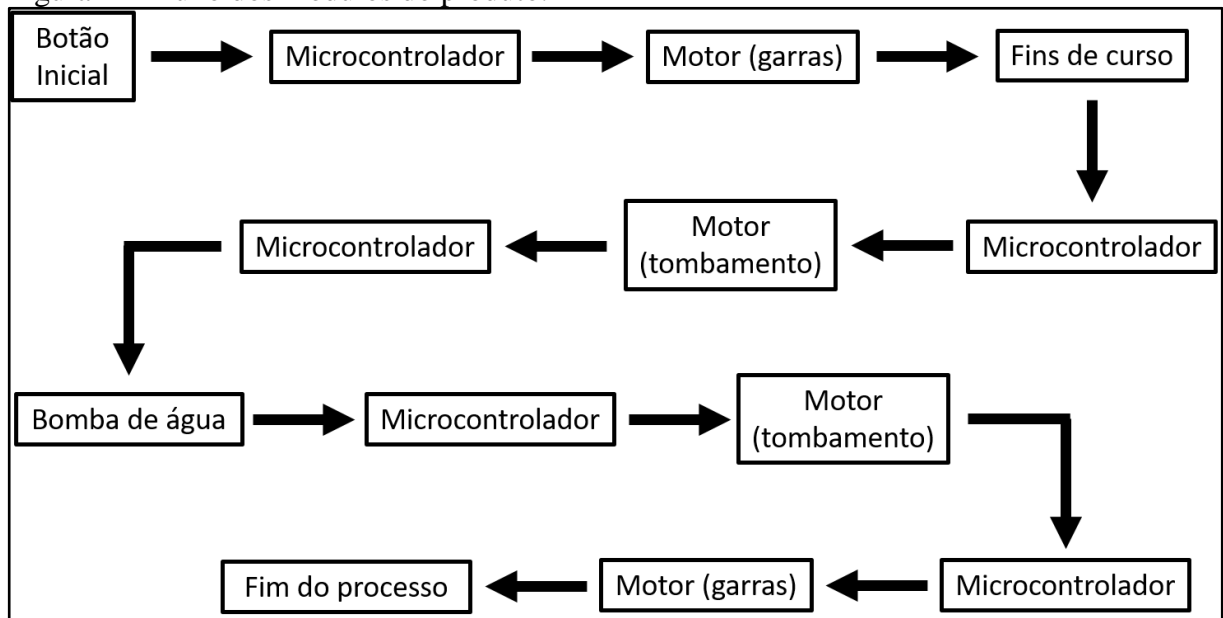 Botão
Inicial
Microcontrolador
Motor (garras)
Fins de curso
Microcontrolador
Motor
(tombamento)
Microcontrolador
Bomba de água
Microcontrolador
Motor
(tombamento)
Microcontrolador
Motor (garras)
Fim do processo